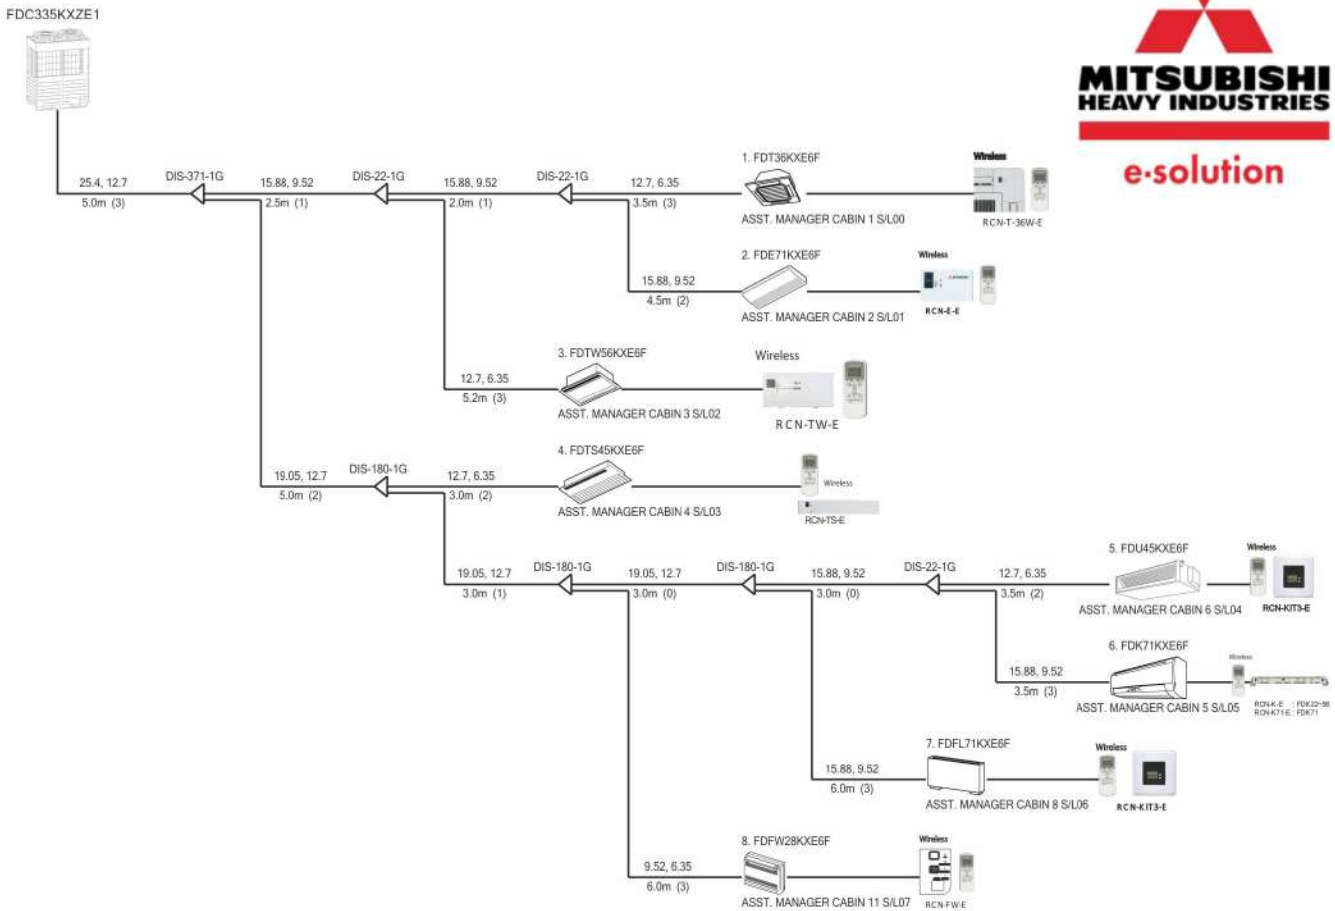 FDC335KXZE1
MITSUBISHI
HEAVY INDUSTRIES
e-solution
25.4, 12.7
5.0m (3)
DIS-371-1G
15.88, 9.52
2.5m (1)
DIS-22-1G
15.88, 9.52
2.0m (1)
DIS-22-1G
12.7, 6.35
3.5m (3)
1. FDT36KXE6F
ASST. MANAGER CABIN 1 S/L00
Wireless
RCN-T-36W-E
15.88, 9.52
4.5m (2)
2. FDE71KXE6F
ASST. MANAGER CABIN 2 S/L01
Wireless
RCN-E-E
12.7, 6.35
5.2m (3)
3. FDTW56KXE6F
ASST. MANAGER CABIN 3 S/L02
Wireless
RCN-TW-E
19.05, 12.7
5.0m (2)
DIS-180-1G
12.7, 6.35
3.0m (2)
4. FDTS45KXE6F
ASST. MANAGER CABIN 4 S/L03
Wireless
RCN-TS-E
19.05, 12.7
3.0m (1)
DIS-180-1G
19.05, 12.7
3.0m (0)
DIS-180-1G
15.88, 9.52
3.0m (0)
DIS-22-1G
12.7, 6.35
3.5m (2)
5. FDU45KXE6F
ASST. MANAGER CABIN 6 S/L04
Wireless
RCN-KIT3-E
15.88, 9.52
3.5m (3)
6. FDK71KXE6F
ASST. MANAGER CABIN 5 S/L05
Wireless
RCN-K-E : FDK22~56
RCN-K71-E : FDK71
15.88, 9.52
6.0m (3)
7. FDFL71KXE6F
ASST. MANAGER CABIN 8 S/L06
Wireless
RCN-KIT3-E
9.52, 6.35
6.0m (3)
8. FDFW28KXE6F
ASST. MANAGER CABIN 11 S/L07
Wireless
RCN-FW-E